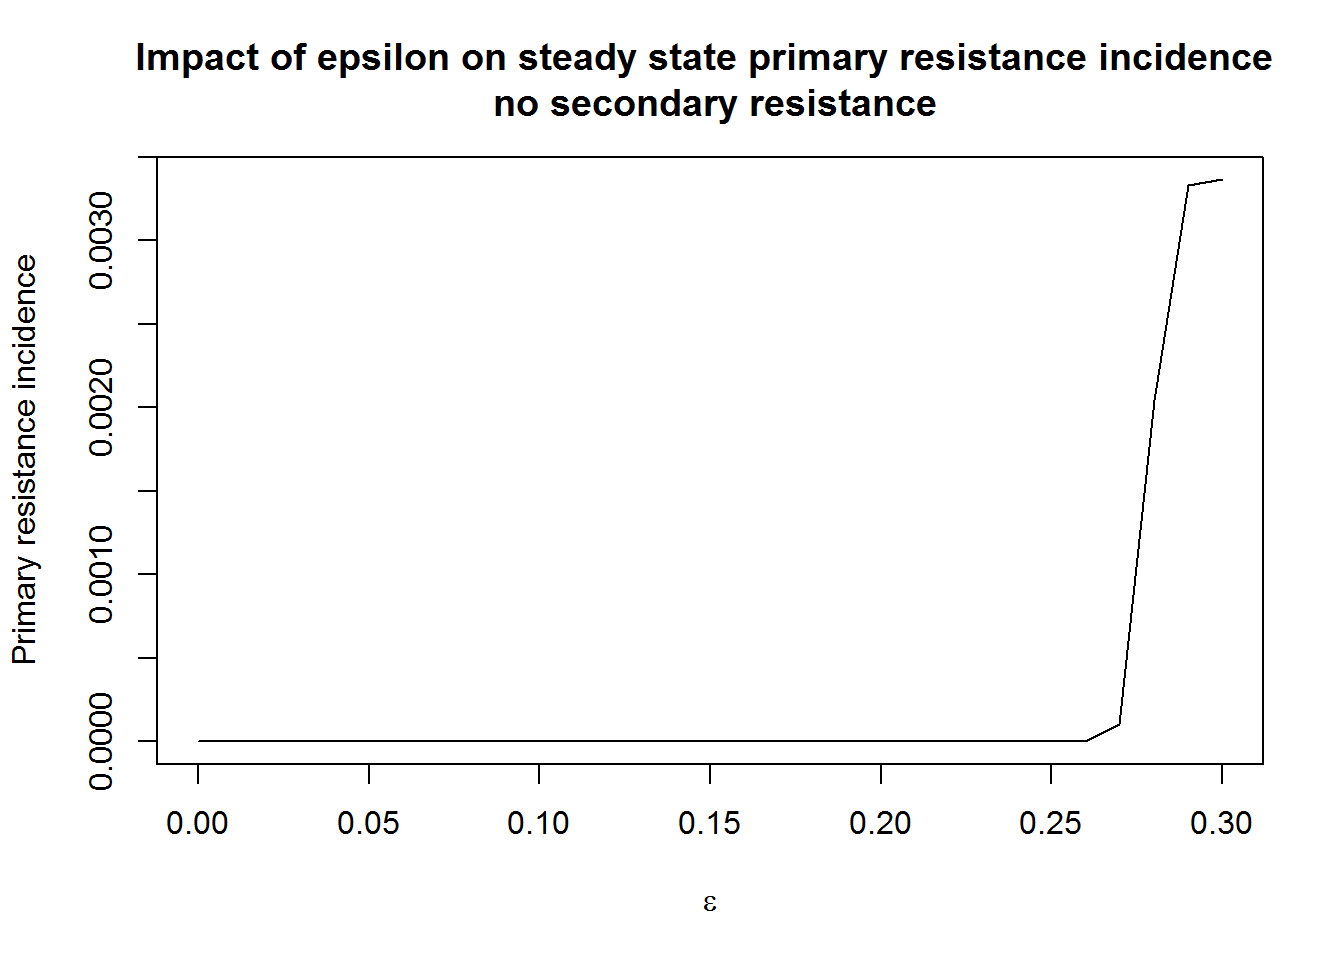 Impact of epsilon on steady state primary resistance incidence
no secondary resistance
Primary resistance incidence
0.0030
0.0020
0.0010
0.0000
0.00 0.05 0.10 0.15 0.20 0.25 0.30
ε